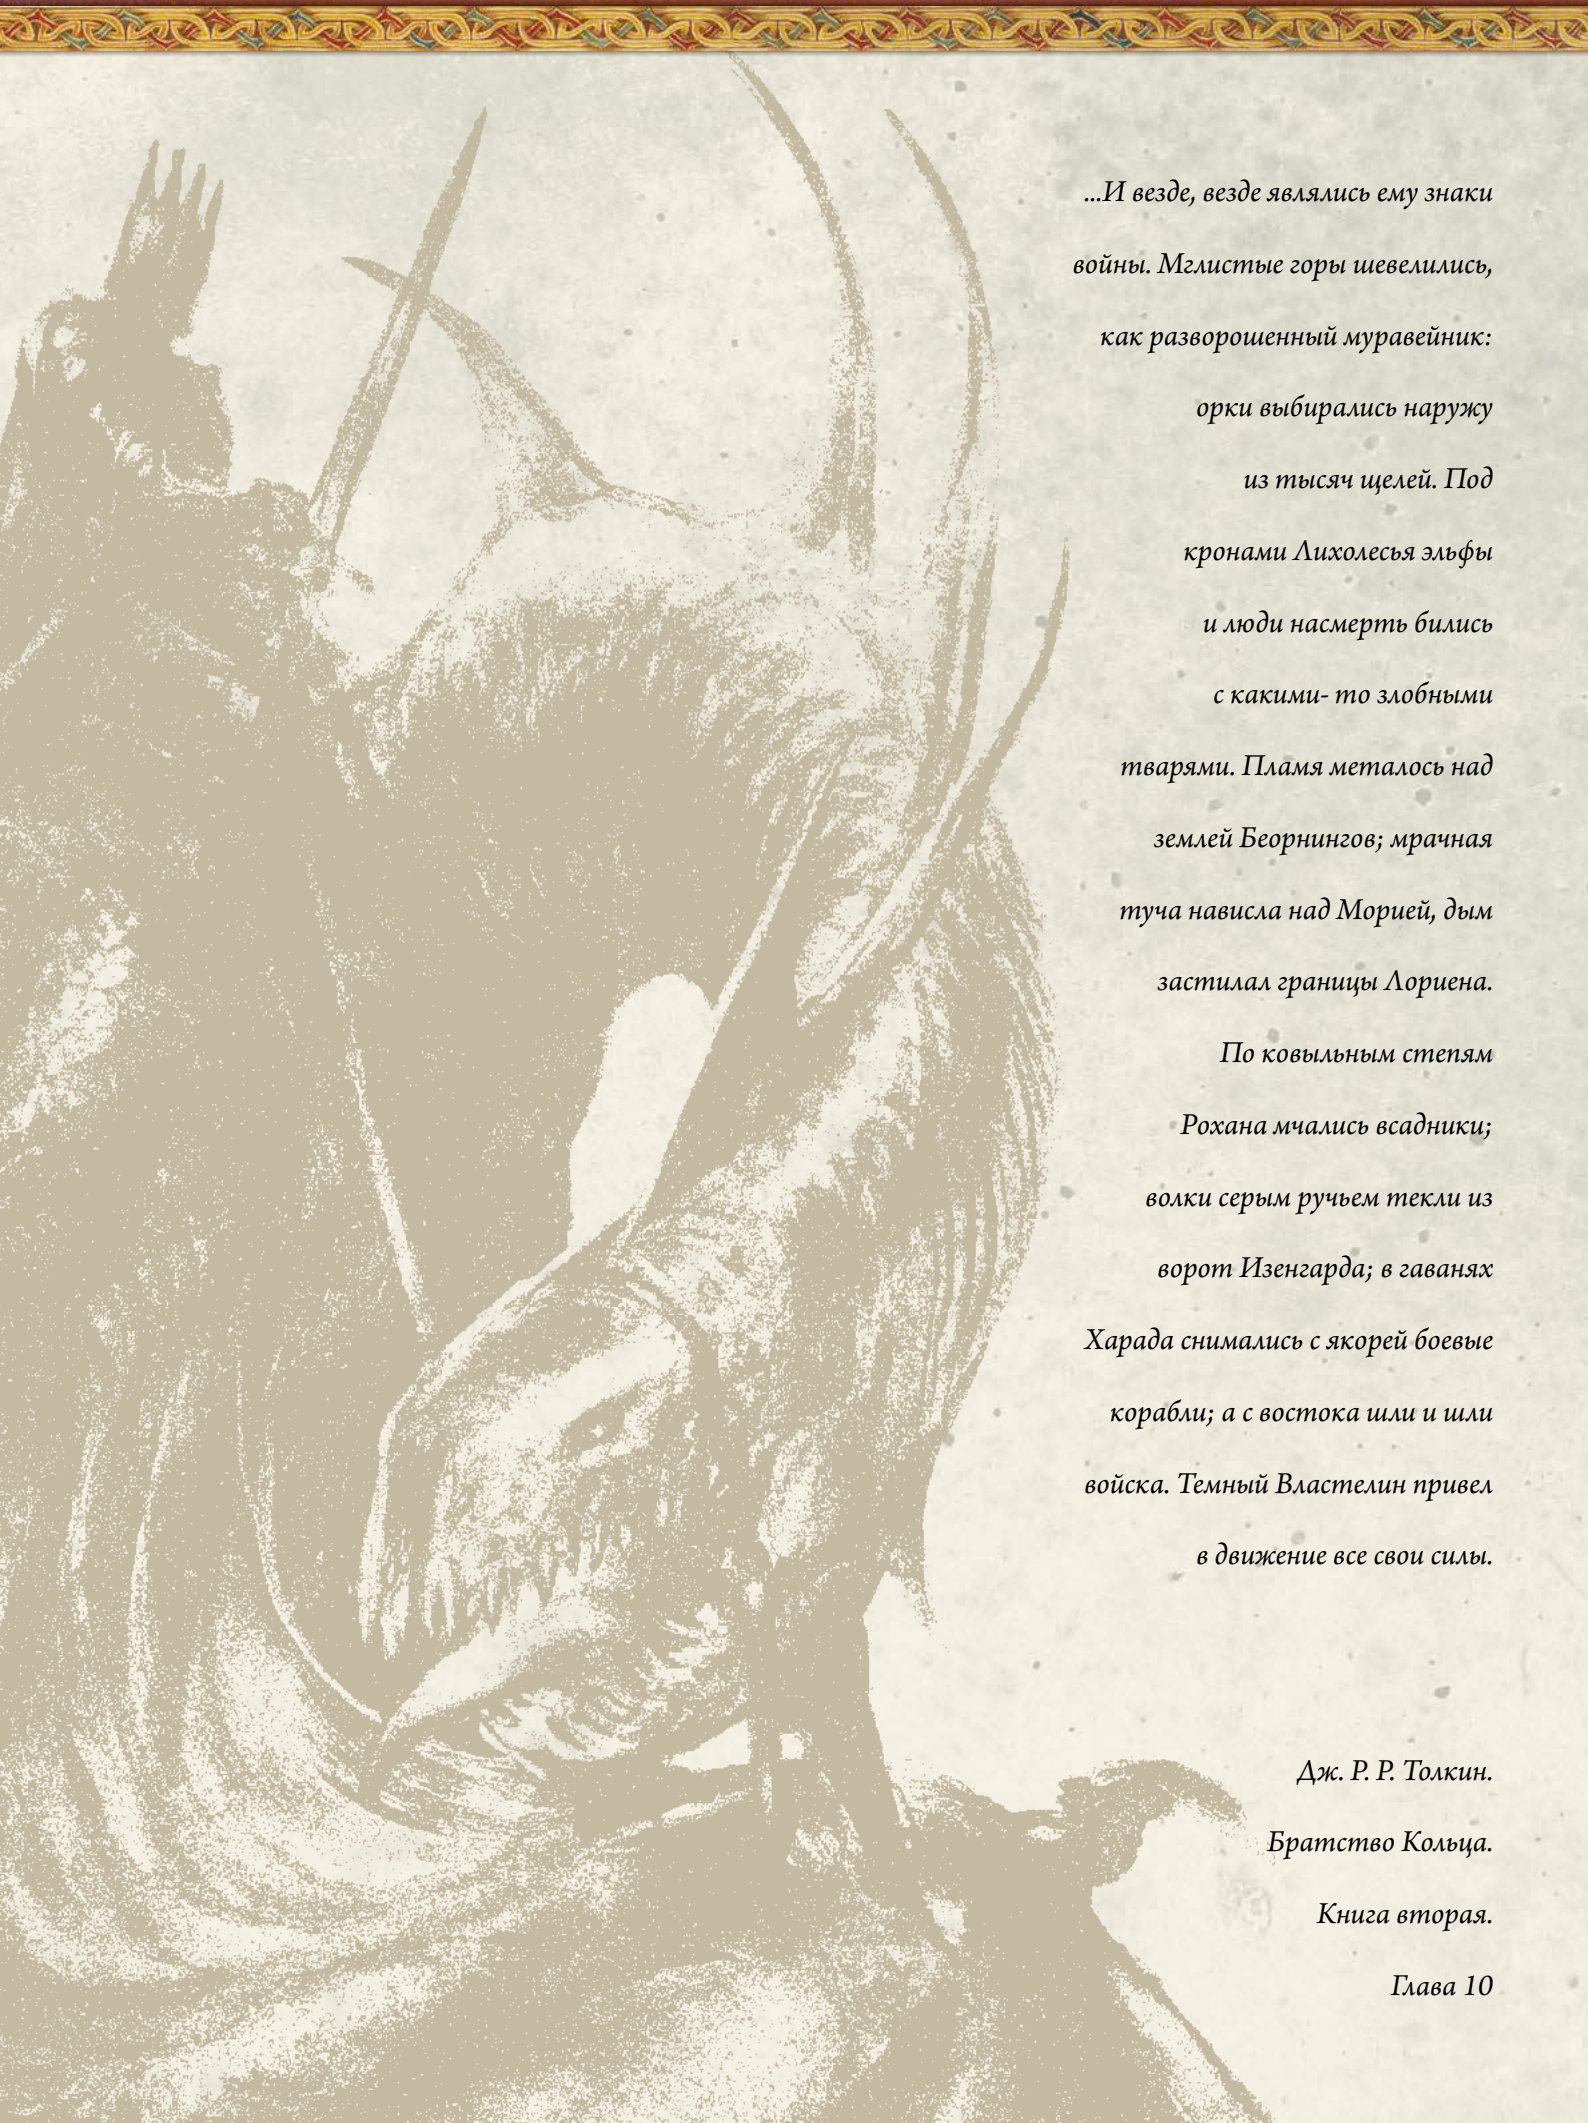 ...И везде, везде являлись ему знаки
войны. Мглистые горы шевелились,
как разворошенный муравейник:
орки выбирались наружу
из тысяч щелей. Под
кронами Лихолесья эльфы
и люди насмерть бились
с какими- то злобными
тварями. Пламя металось над
землей Беорнингов; мрачная
туча нависла над Морией, дым
застилал границы Лориена.
По ковыльным степям
Рохана мчались всадники;
волки серым ручьем текли из
ворот Изенгарда; в гаванях
Харада снимались с якорей боевые
корабли; а с востока шли и шли
войска. Темный Властелин привел
в движение все свои силы.
Дж. Р. Р. Толкин.
Братство Кольца.
Книга вторая.
Глава 10